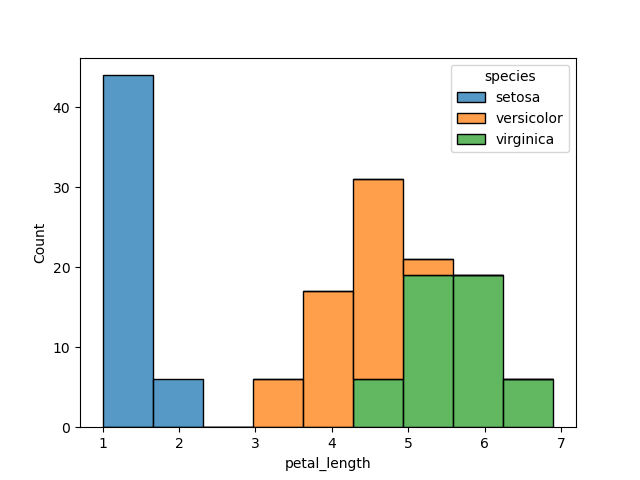 species
setosa
versicolor
virginica
40
30
20
10
0
Count
1 2 3 4 5 6 7
petal_length